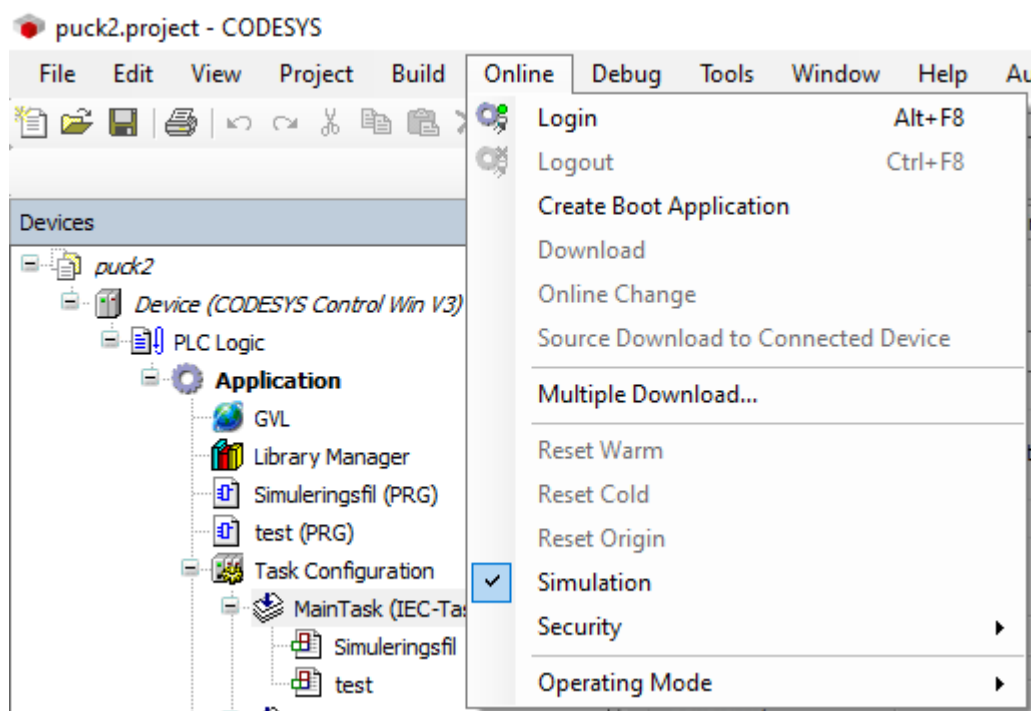 puck2.project - CODESYS
File Edit View Project Build Online Debug Tools Window Help
Login Alt+F8
Logout Ctrl+F8
Create Boot Application
Download
Online Change
Source Download to Connected Device
Multiple Download...
Reset Warm
Reset Cold
Reset Origin
Simulation
Security
Operating Mode
Devices
puck2
Device (CODESYS Control Win V3)
PLC Logic
Application
GVL
Library Manager
Simuleringsfil (PRG)
test (PRG)
Task Configuration
MainTask (IEC-Tas
Simuleringsfil
test